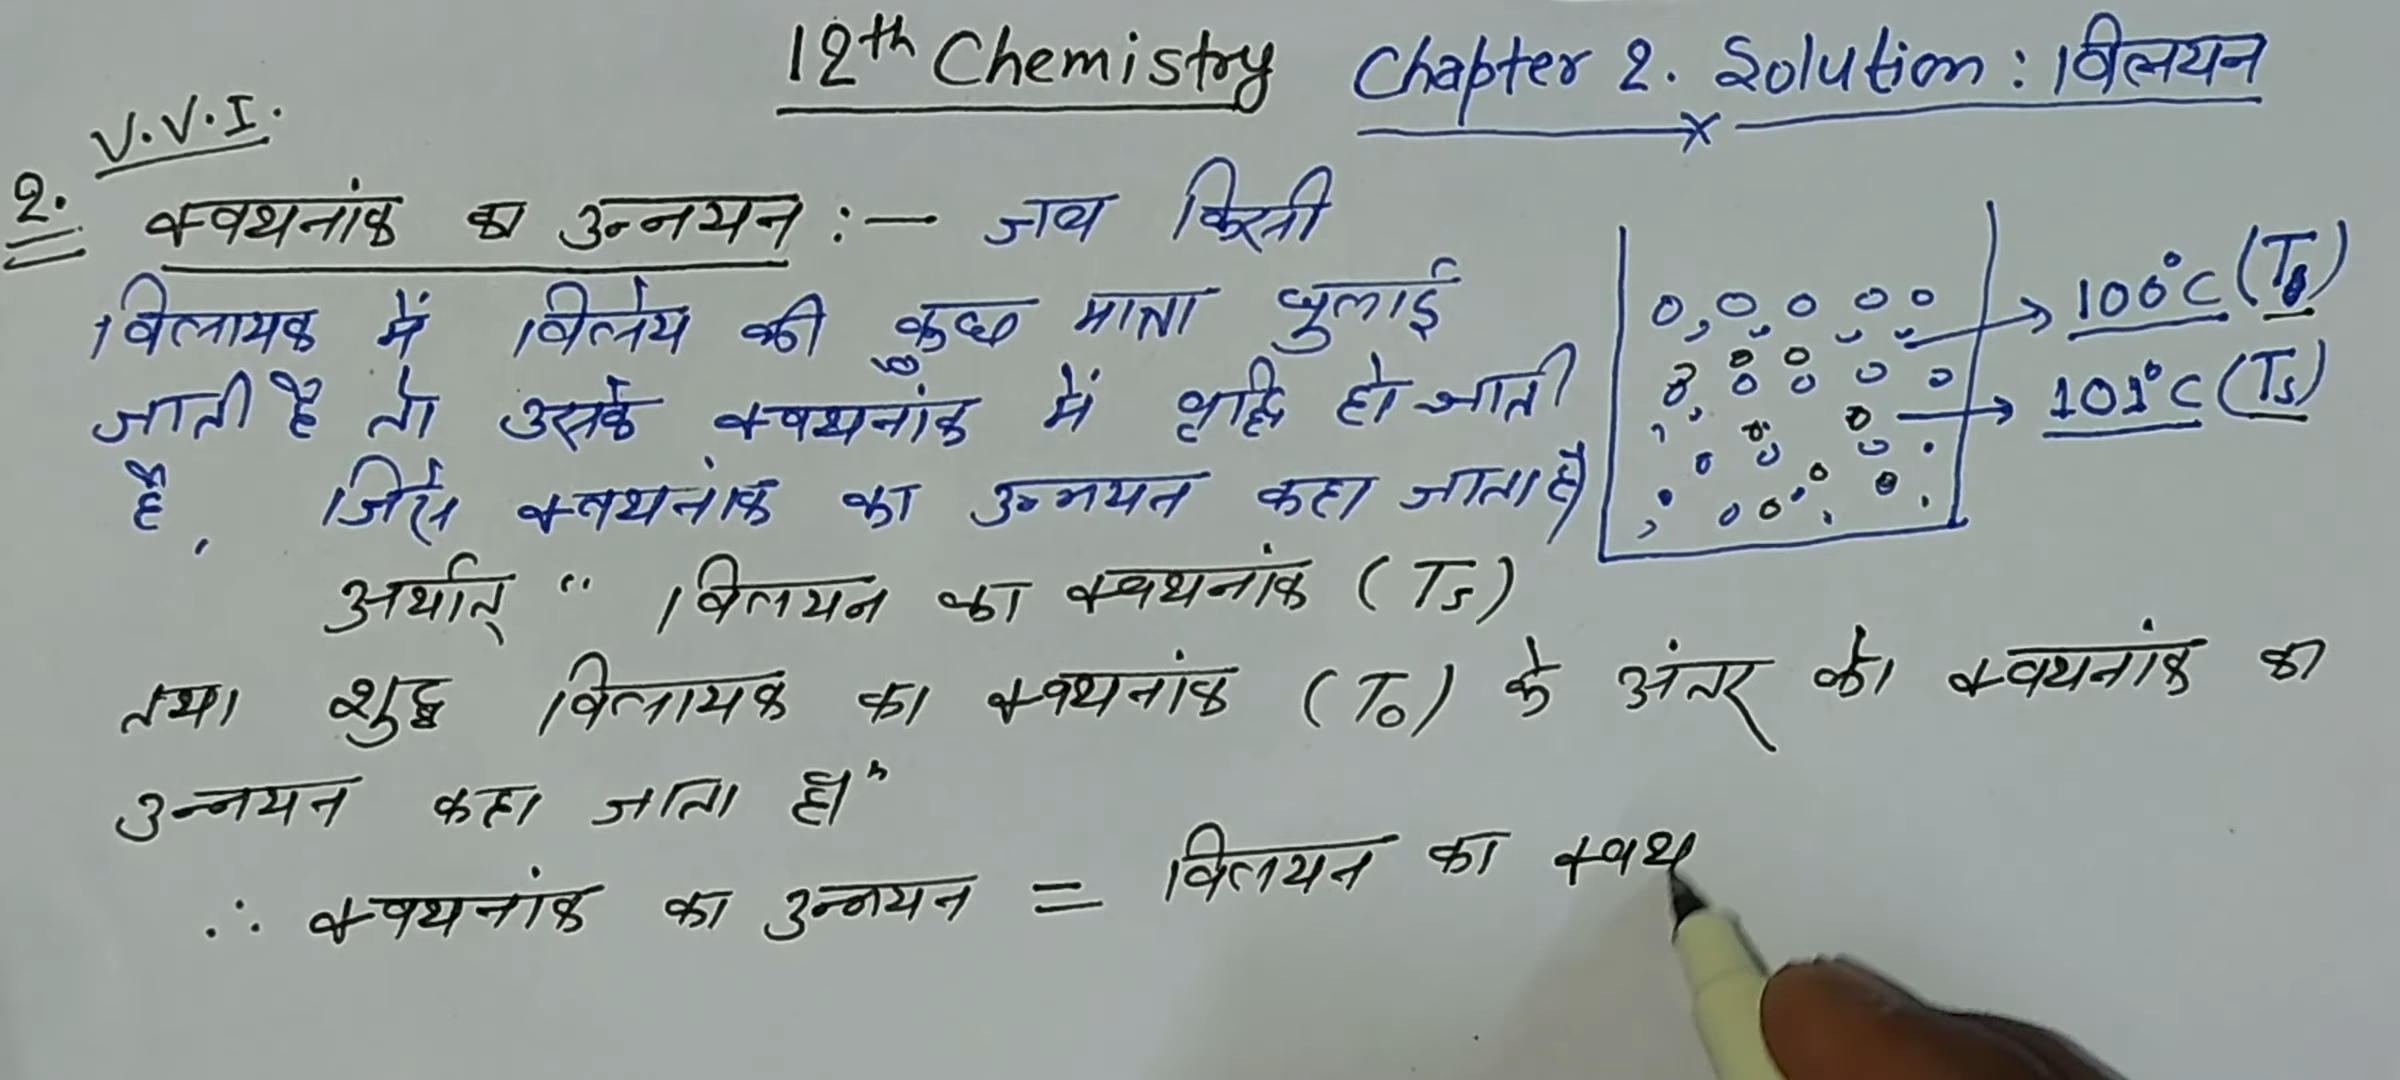 12th Chemistry Chapter 2. Solution : विलयन
V.V.I.
2. क्वथनांक का उन्नयन :— जब किसी
विलायक में विलेय की कुछ मात्रा घुलाई
जाती है तो उसके क्वथनांक में वृद्धि हो जाती
है, जिसे क्वथनांक का उन्नयन कहा जाता है।
100°C (T₀)
101°C (Ts)
अर्थात् " विलयन का क्वथनांक (Ts)
तथा शुद्ध विलायक का क्वथनांक (T₀) के अंतर को क्वथनांक का
उन्नयन कहा जाता है।"
∴ क्वथनांक का उन्नयन = विलयन का क्वथ